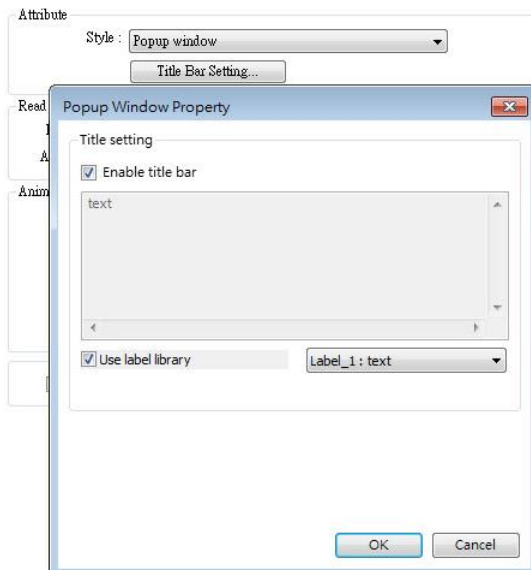 Attribute
Style : Popup window
Title Bar Setting...
Read
A
Anim
Popup Window Property
Title setting
Enable title bar
text
Use label library
Label_1 : text
OK
Cancel